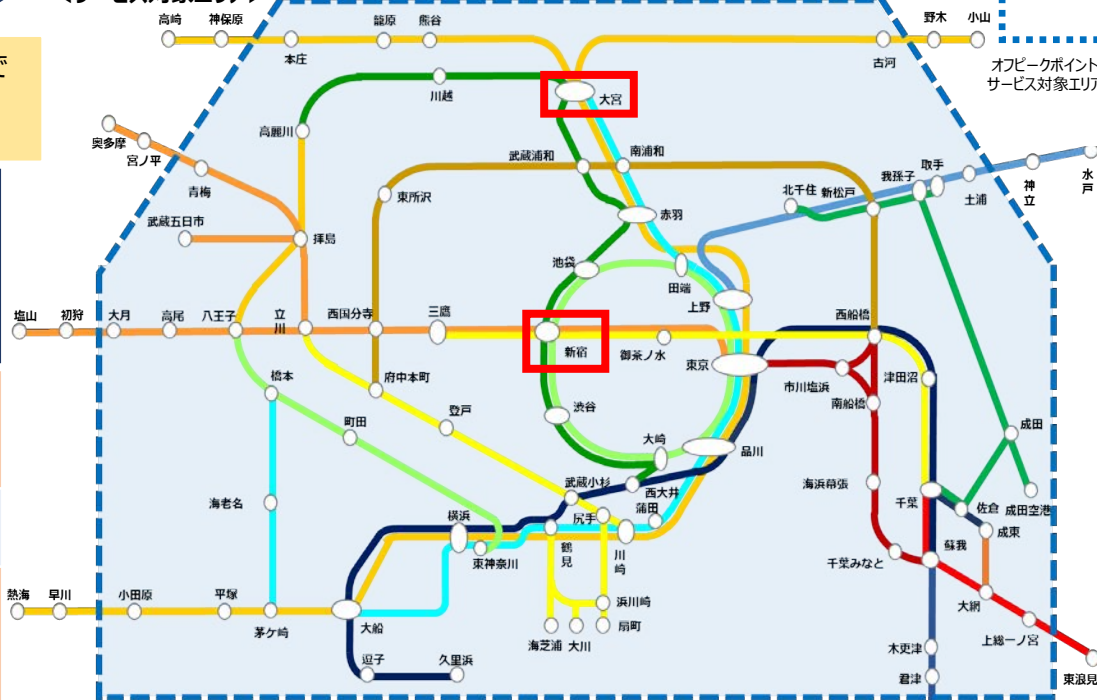 高崎 神保原 籠原 熊谷 野木 小山
本庄 古河
オフピークポイント
サービス対象エリア
川越 大宮
高麗川
奥多摩 武蔵浦和 南浦和
宮ノ平 我孫子 取手 水戸
青梅 東所沢 北千住 新松戸 土浦 神立
武蔵五日市 拝島 赤羽
池袋 田端
上野
塩山 初狩 大月 高尾 八王子 立川 西国分寺 三鷹 西船橋
新宿 御茶ノ水
東京
橋本 府中本町 市川塩浜 津田沼
南船橋
町田 登戸 渋谷
大崎 品川 成田
海老名 武蔵小杉 西大井 海浜幕張 千葉 佐倉 成田空港
横浜 尻手 蒲田 成東
東神奈川 鶴見 川崎 千葉みなと 蘇我
熱海 早川 小田原 平塚 浜川崎 大網
茅ケ崎 大船 海芝浦 大川 扇町 上総一ノ宮
木更津
逗子 久里浜 東浪見
君津